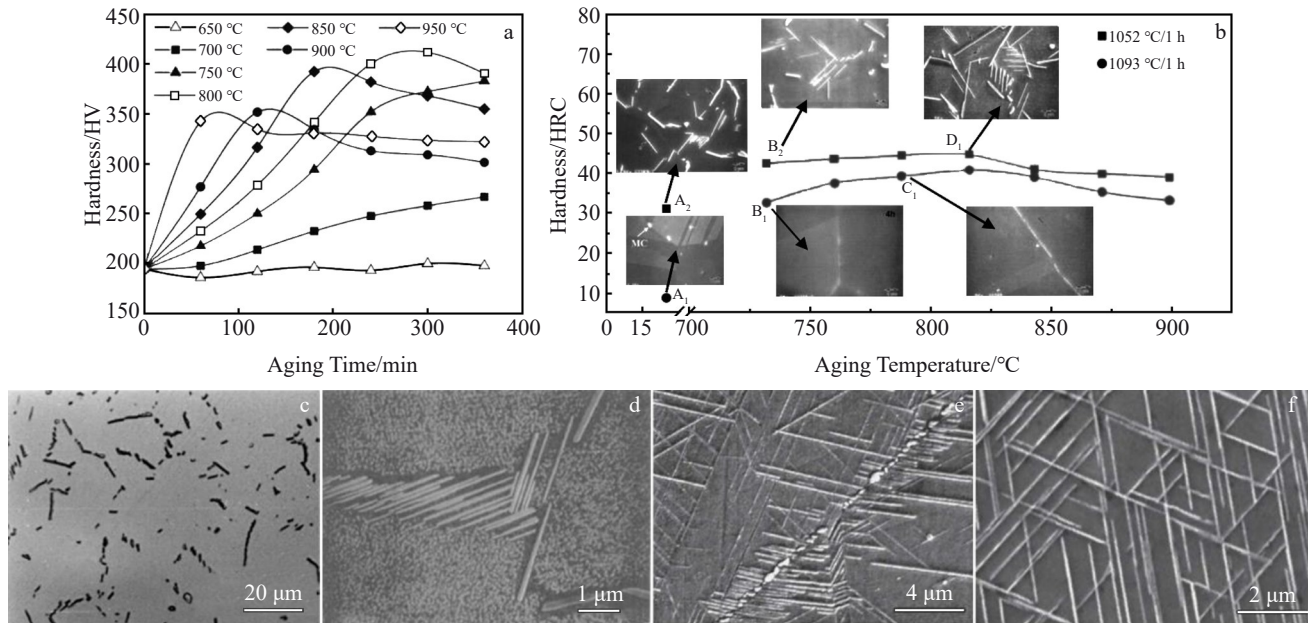 650 ℃
850 ℃
950 ℃
700 ℃
900 ℃
750 ℃
800 ℃
a
450
400
350
300
250
200
150
Hardness/HV
0
100
200
300
400
Aging Time/min
b
1052 ℃/1 h
1093 ℃/1 h
80
70
60
50
40
30
20
10
Hardness/HRC
B2
D1
A2
B1
C1
MC
A1
4h
0
15
700
750
800
850
900
Aging Temperature/℃
c
20 μm
d
1 μm
e
4 μm
f
2 μm